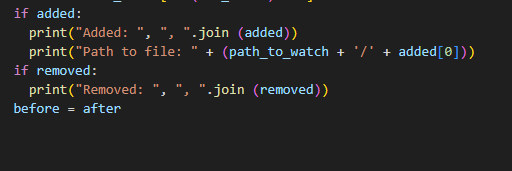 if added:
  print("Added: ", ", ".join (added))
  print("Path to file: " + (path_to_watch + '/' + added[0]))
if removed:
  print("Removed: ", ", ".join (removed))
before = after